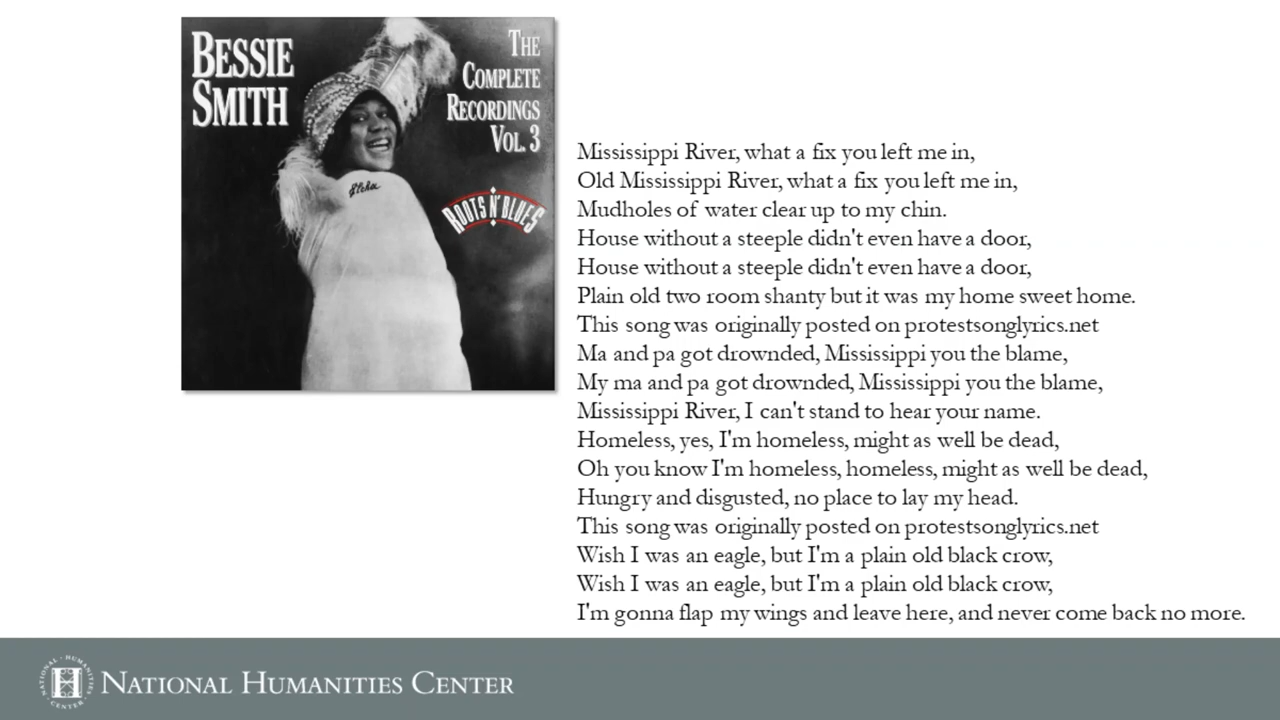 BESSIE
SMITH
THE
COMPLETE
RECORDINGS
VOL. 3
ROOTS N' BLUES
Mississippi River, what a fix you left me in,
Old Mississippi River, what a fix you left me in,
Mudholes of water clear up to my chin.
House without a steeple didn't even have a door,
House without a steeple didn't even have a door,
Plain old two room shanty but it was my home sweet home.
This song was originally posted on protestsonglyrics.net
Ma and pa got drownded, Mississippi you the blame,
My ma and pa got drownded, Mississippi you the blame,
Mississippi River, I can't stand to hear your name.
Homeless, yes, I'm homeless, might as well be dead,
Oh you know I'm homeless, homeless, might as well be dead,
Hungry and disgusted, no place to lay my head.
This song was originally posted on protestsonglyrics.net
Wish I was an eagle, but I'm a plain old black crow,
Wish I was an eagle, but I'm a plain old black crow,
I'm gonna flap my wings and leave here, and never come back no more.
NATIONAL HUMANITIES CENTER
NATIONAL HUMANITIES CENTER